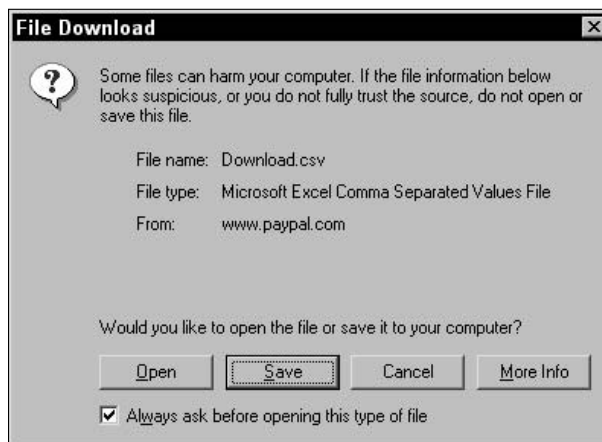 File Download
Some files can harm your computer. If the file information below
looks suspicious, or you do not fully trust the source, do not open or
save this file.
File name: Download.csv
File type: Microsoft Excel Comma Separated Values File
From: www.paypal.com
Would you like to open the file or save it to your computer?
Open Save Cancel More Info
Always ask before opening this type of file